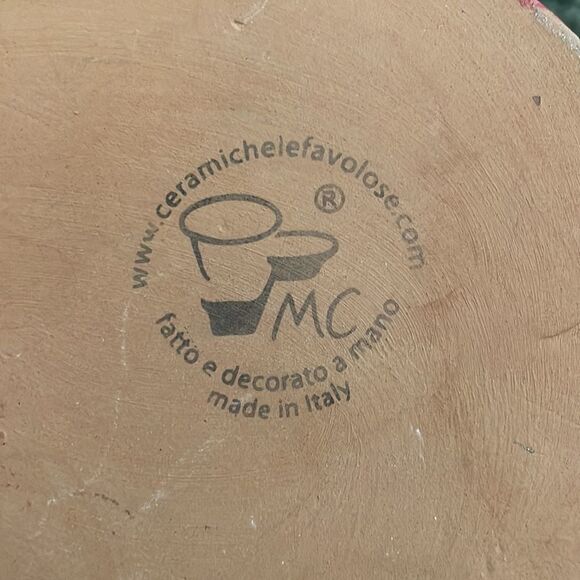 www.ceramichelefavolose.com
®
MC
fatto e decorato a mano
made in Italy